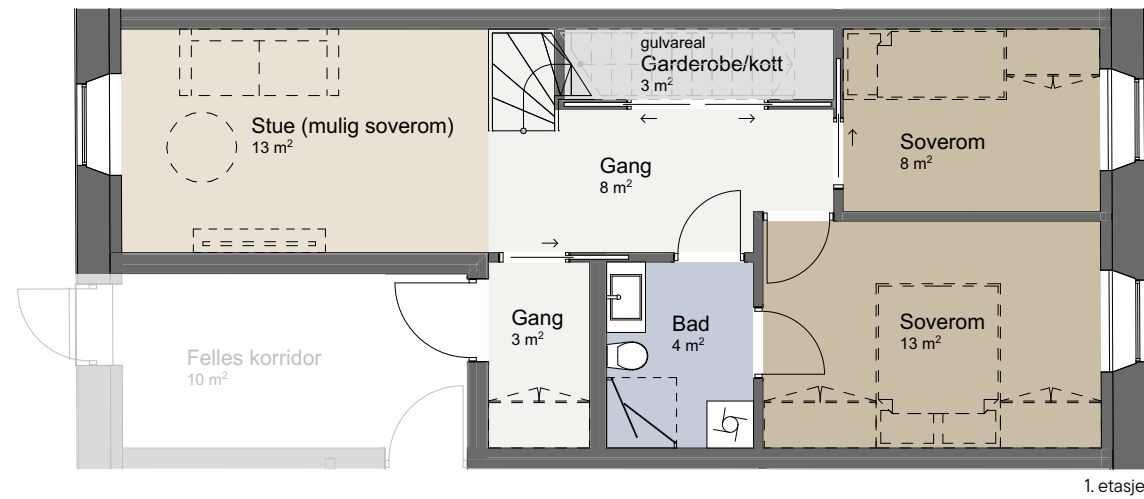 gulvareal
Garderobe/kott
3 m²
Stue (mulig soverom)
13 m²
Gang
8 m²
Soverom
8 m²
Gang
3 m²
Bad
4 m²
Soverom
13 m²
Felles korridor
10 m²
1. etasje